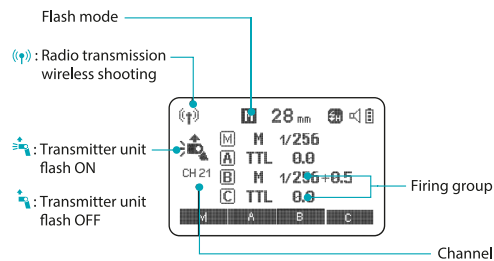 Flash mode
: Radio transmission
wireless shooting
M 28 mm
M M 1/256
: Transmitter unit
flash ON
A TTL 0.0
CH 21
B M 1/256+0.5
Firing group
: Transmitter unit
flash OFF
C TTL 0.0
M A B C
Channel